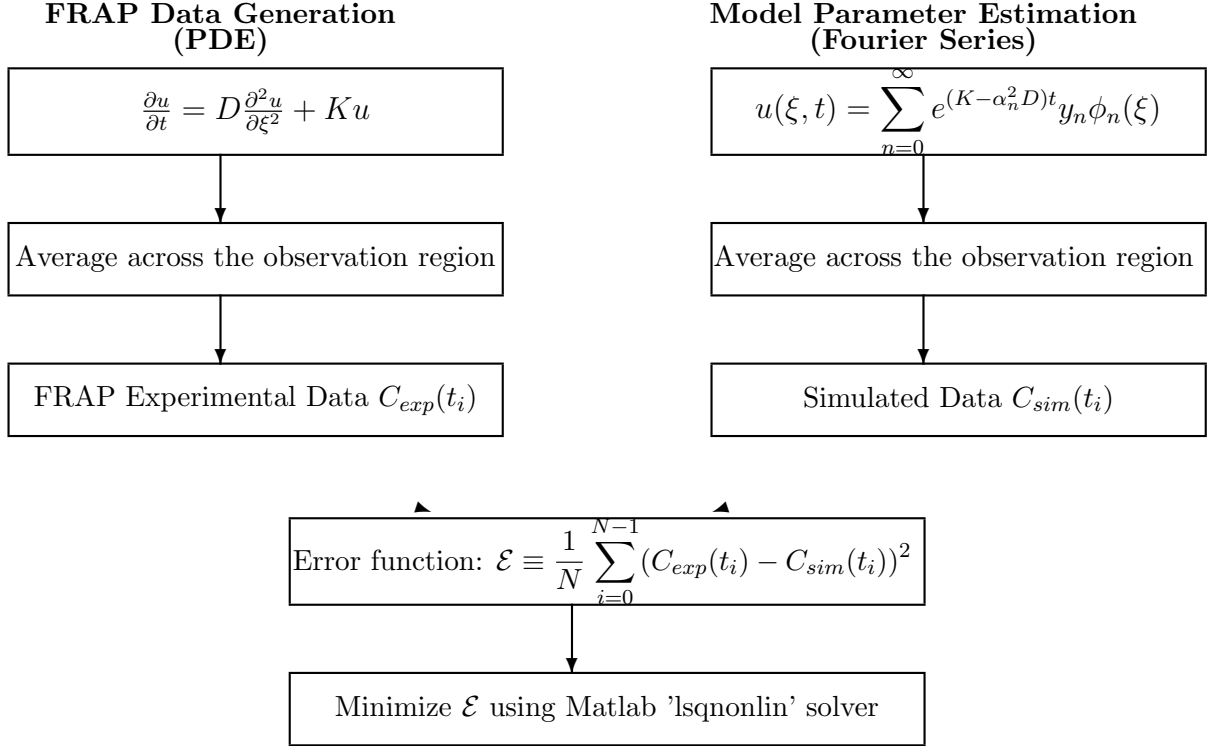 FRAP Data Generation
(PDE)
∂u/∂t = D ∂²u/∂ξ² + Ku
Average across the observation region
FRAP Experimental Data C_exp(t_i)
Model Parameter Estimation
(Fourier Series)
u(ξ, t) = ∑_{n=0}^{∞} e^{(K−α_n²D)t} y_n ϕ_n(ξ)
Average across the observation region
Simulated Data C_sim(t_i)
Error function: ℰ ≡ 1/N ∑_{i=0}^{N−1} (C_exp(t_i) − C_sim(t_i))²
Minimize ℰ using Matlab 'lsqnonlin' solver